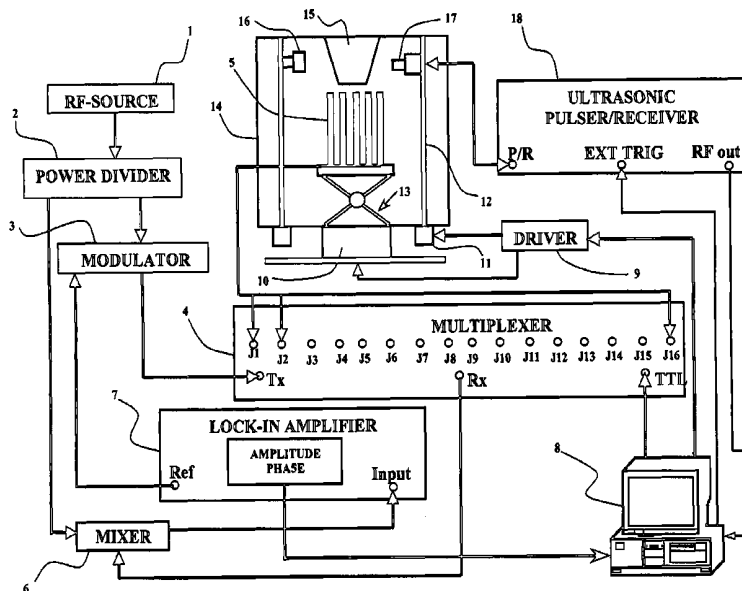 1
RF-SOURCE
2
POWER DIVIDER
3
MODULATOR
16
15
17
5
14
13
12
11
10
18
ULTRASONIC
PULSER/RECEIVER
P/R
EXT TRIG
RF out
DRIVER
9
4
MULTIPLEXER
J1 J2 J3 J4 J5 J6 J7 J8 J9 J10 J11 J12 J13 J14 J15 J16
Tx
Rx
TTL
7
LOCK-IN AMPLIFIER
AMPLITUDE
PHASE
Ref
Input
8
MIXER
6